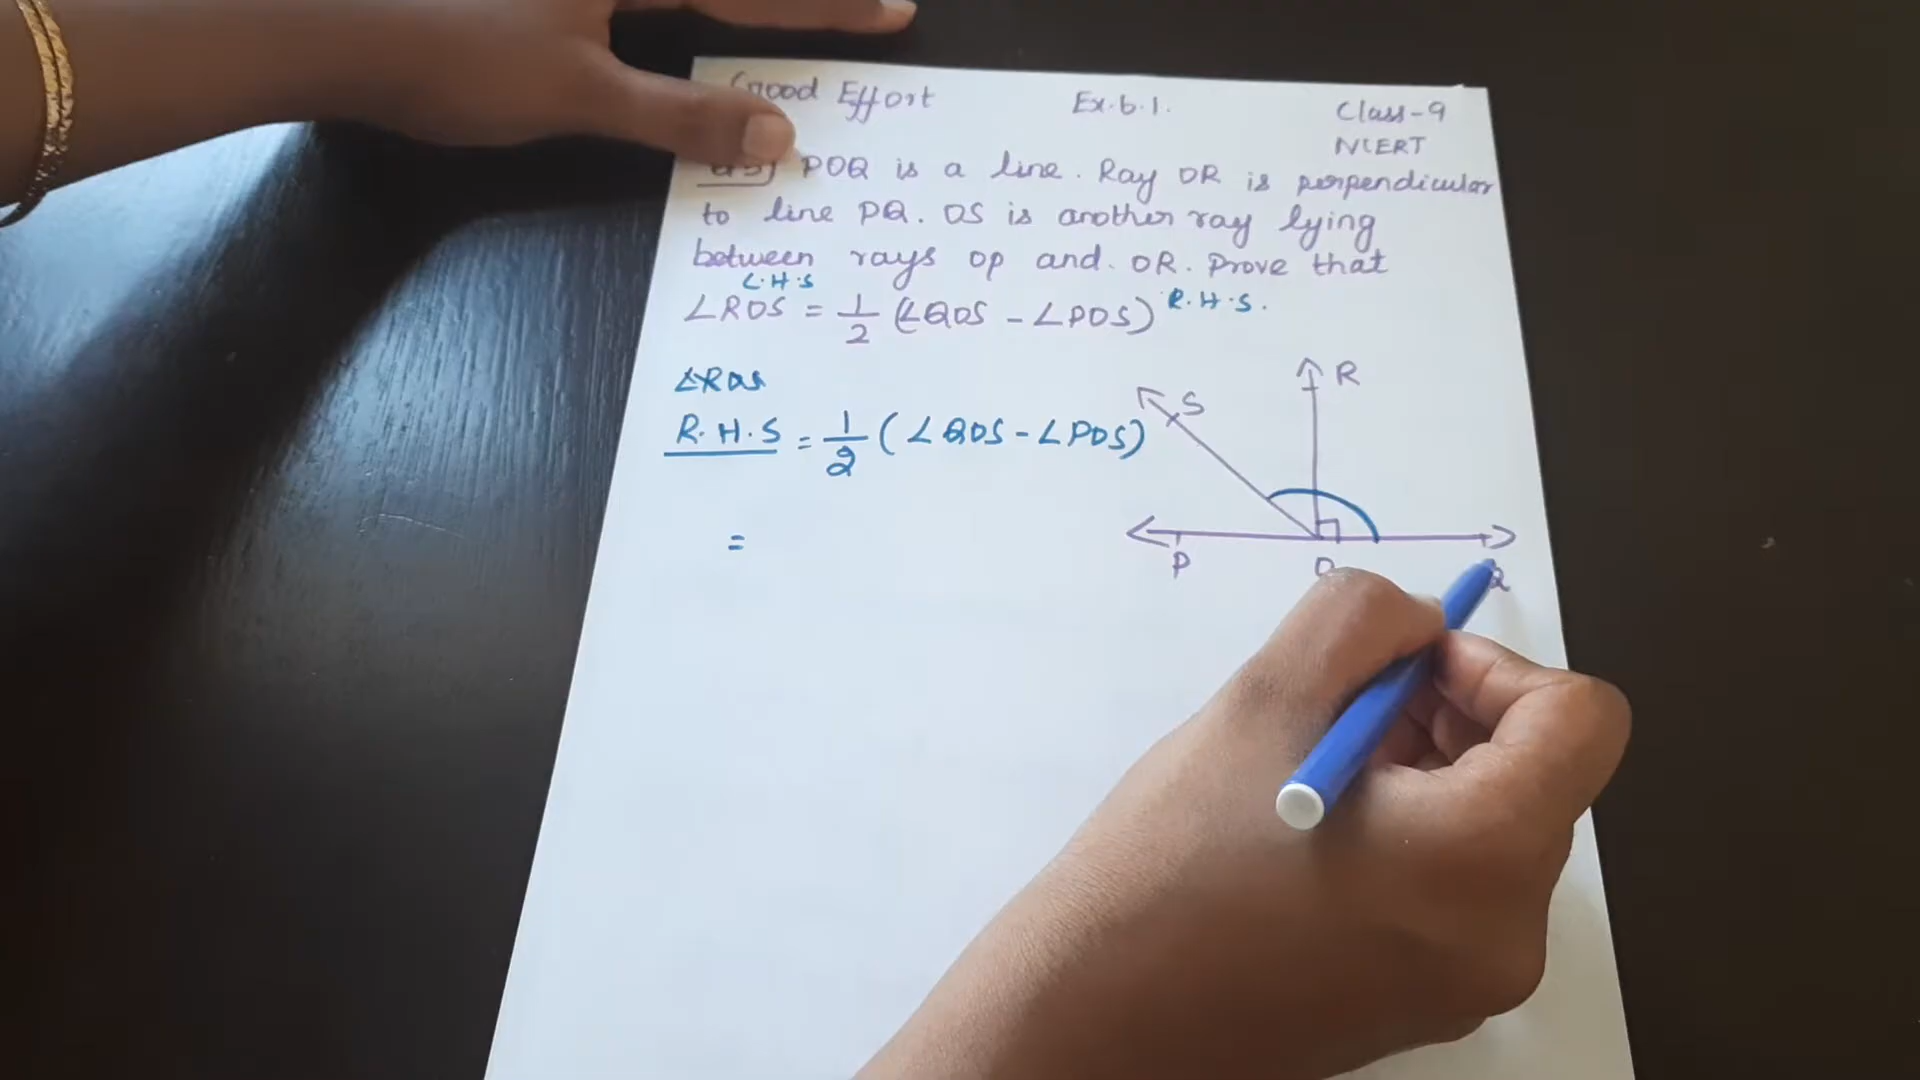 Good Effort Ex.6.1. Class-9
NCERT
Q5) POQ is a line. Ray OR is perpendicular
to line PQ. OS is another ray lying
between rays op and. OR. Prove that
L.H.S
∠ROS = 1/2 (∠QOS - ∠POS) R.H.S.
∠ROS
R.H.S = 1/2 (∠QOS - ∠POS)
=
S
R
P
O
Q